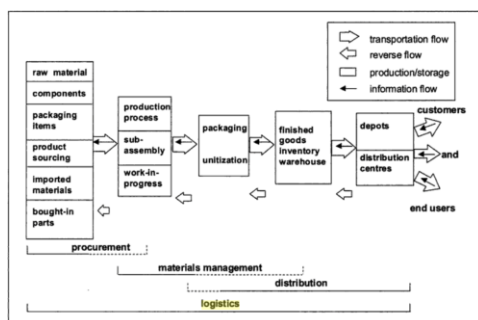 transportation flow
reverse flow
production/storage
information flow
raw material
components
packaging
items
product
sourcing
imported
materials
bought-in
parts
production
process
sub-
assembly
work-in-
progress
packaging
unitization
finished
goods
inventory
warehouse
depots
distribution
centres
customers
and
end users
procurement
materials management
distribution
logistics